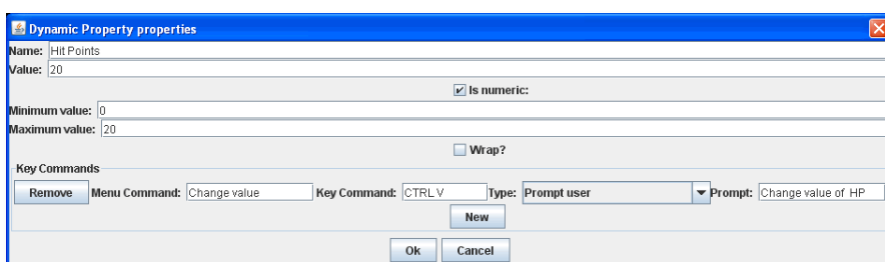 Dynamic Property properties
Name: Hit Points
Value: 20
Is numeric:
Minimum value: 0
Maximum value: 20
Wrap?
Key Commands
Remove Menu Command: Change value Key Command: CTRL V Type: Prompt user Prompt: Change value of HP
New
Ok Cancel